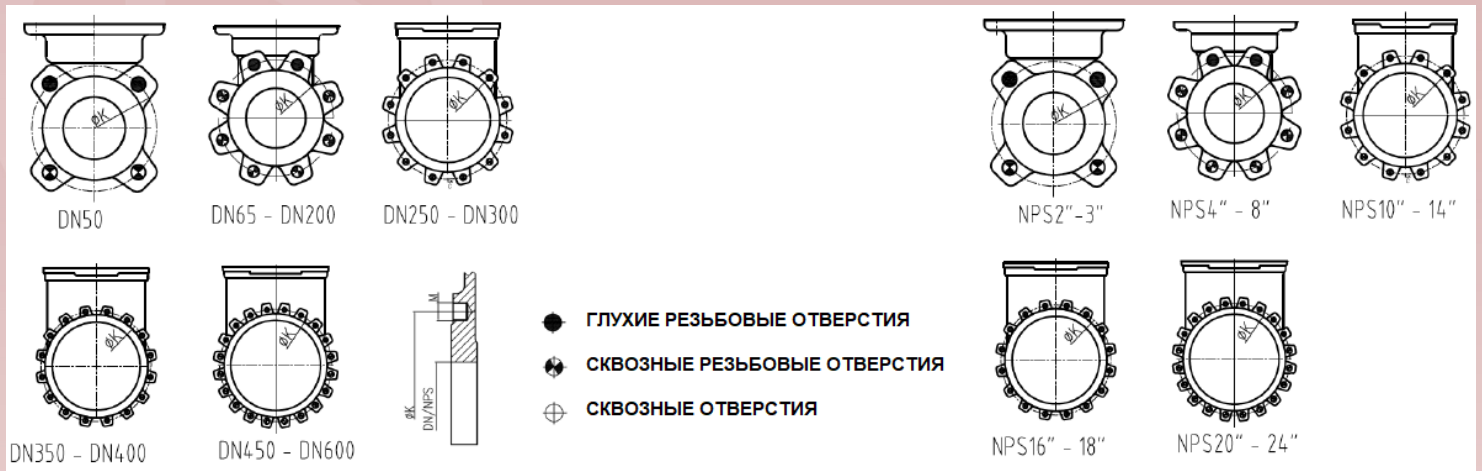 øK
øK
øK
øK
øK
øK
DN50
DN65 - DN200
DN250 - DN300
NPS2"-3"
NPS4" - 8"
NPS10" - 14"
øK
øK
M
øK
DN/NPS
ГЛУХИЕ РЕЗЬБОВЫЕ ОТВЕРСТИЯ
СКВОЗНЫЕ РЕЗЬБОВЫЕ ОТВЕРСТИЯ
СКВОЗНЫЕ ОТВЕРСТИЯ
øK
øK
DN350 - DN400
DN450 - DN600
NPS16" - 18"
NPS20" - 24"